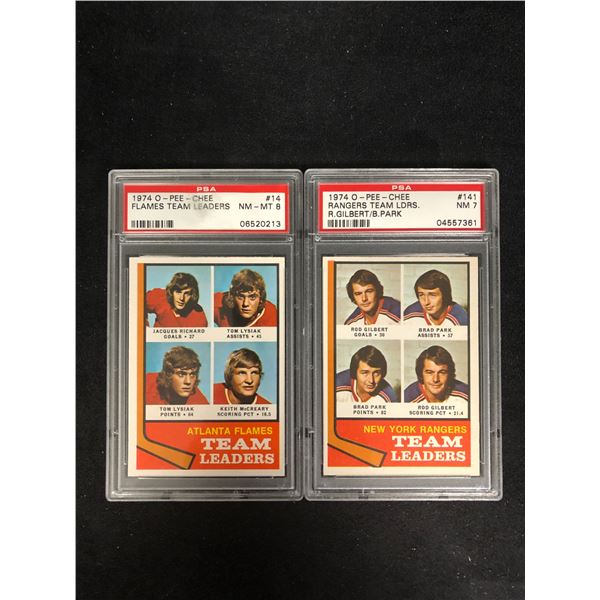 PSA
1974 O-PEE-CHEE #14
FLAMES TEAM LEADERS NM-MT 8
06520213
JACQUES RICHARD
GOALS • 27
TOM LYSIAK
ASSISTS • 45
TOM LYSIAK
POINTS • 64
KEITH McCREARY
SCORING PCT • 16.5
ATLANTA FLAMES
TEAM
LEADERS
PSA
1974 O-PEE-CHEE #141
RANGERS TEAM LDRS. NM 7
R.GILBERT/B.PARK
04557361
ROD GILBERT
GOALS • 36
BRAD PARK
ASSISTS • 57
BRAD PARK
POINTS • 82
ROD GILBERT
SCORING PCT • 21.4
NEW YORK RANGERS
TEAM
LEADERS